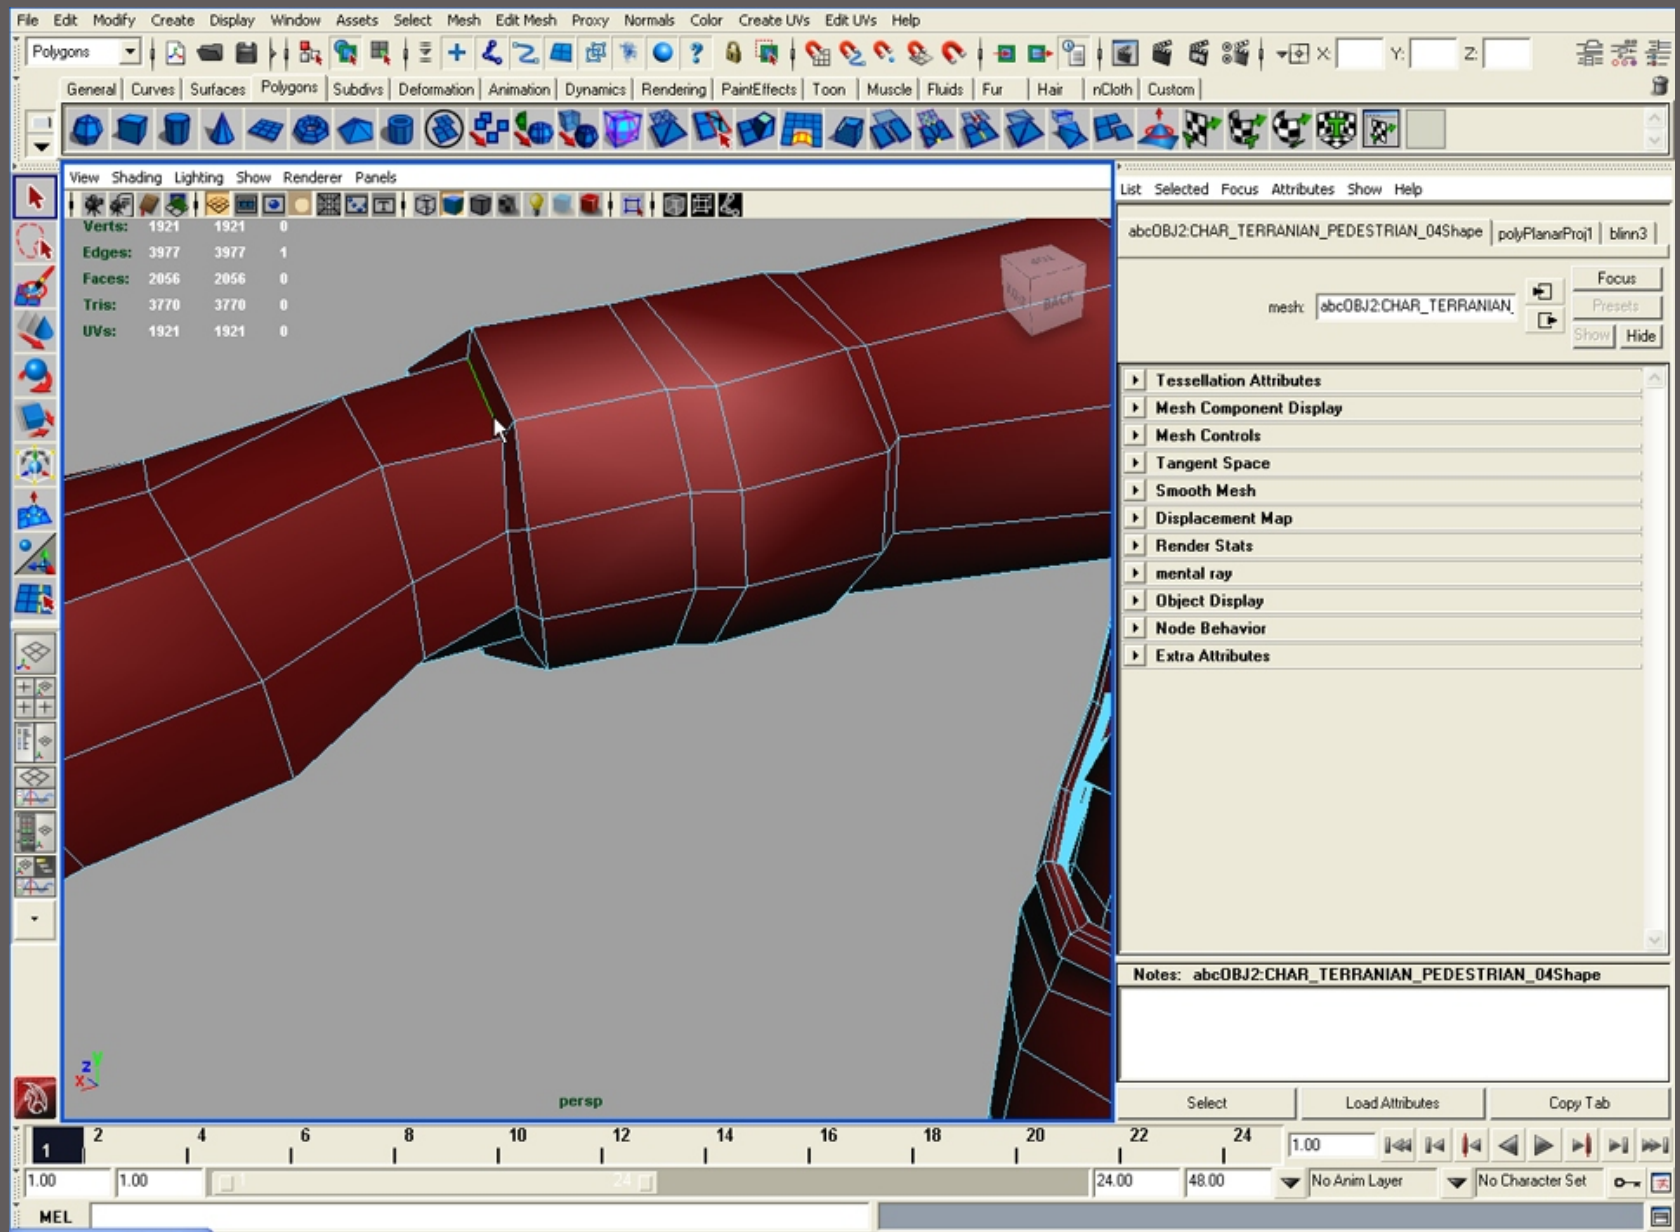 File Edit Modify Create Display Window Assets Select Mesh Edit Mesh Proxy Normals Color Create UVs Edit UVs Help
Polygons X: Y: Z:
General Curves Surfaces Polygons Subdivs Deformation Animation Dynamics Rendering PaintEffects Toon Muscle Fluids Fur Hair nCloth Custom
View Shading Lighting Show Renderer Panels
List Selected Focus Attributes Show Help
Verts: 1921 1921 0
Edges: 3977 3977 1
Faces: 2056 2056 0
Tris: 3770 3770 0
UVs: 1921 1921 0
BACK
abcOBJ2:CHAR_TERRANIAN_PEDESTRIAN_04Shape polyPlanarProj1 blinn3
mesh: abcOBJ2:CHAR_TERRANIAN_
Focus
Presets
Show Hide
Tessellation Attributes
Mesh Component Display
Mesh Controls
Tangent Space
Smooth Mesh
Displacement Map
Render Stats
mental ray
Object Display
Node Behavior
Extra Attributes
Notes: abcOBJ2:CHAR_TERRANIAN_PEDESTRIAN_04Shape
Select Load Attributes Copy Tab
z y x
persp
1 2 4 6 8 10 12 14 16 18 20 22 24 1.00
1.00 1.00 1 24 24.00 48.00 No Anim Layer No Character Set
MEL